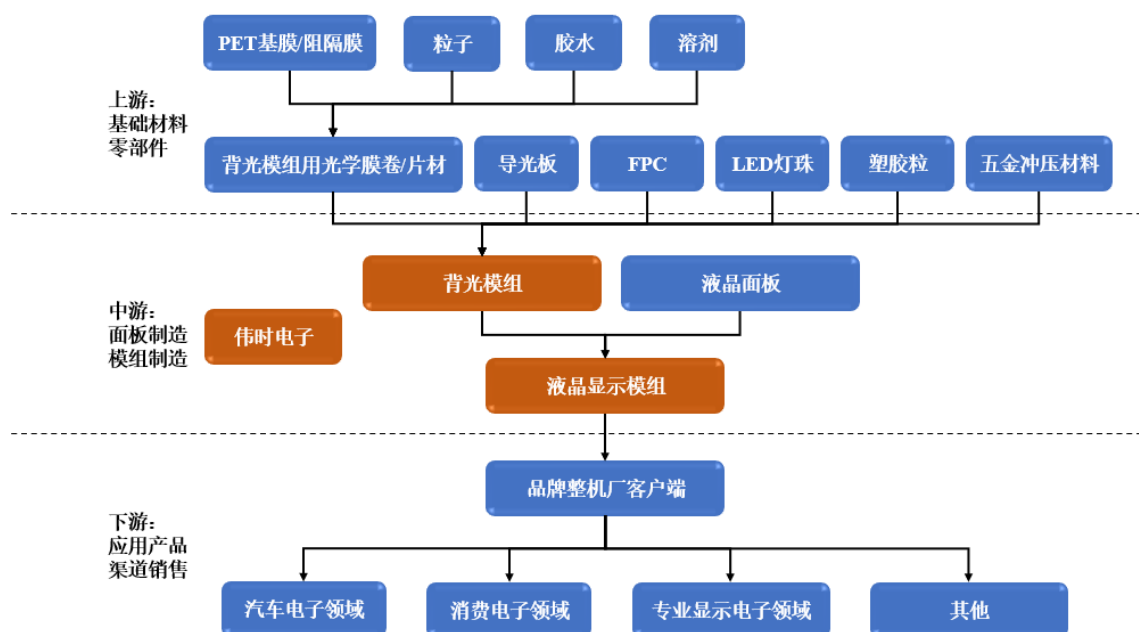 PET基膜/阻隔膜
粒子
胶水
溶剂
上游：
基础材料
零部件
背光模组用光学膜卷/片材
导光板
FPC
LED灯珠
塑胶粒
五金冲压材料
背光模组
液晶面板
中游：
面板制造
模组制造
伟时电子
液晶显示模组
品牌整机厂客户端
下游：
应用产品
渠道销售
汽车电子领域
消费电子领域
专业显示电子领域
其他